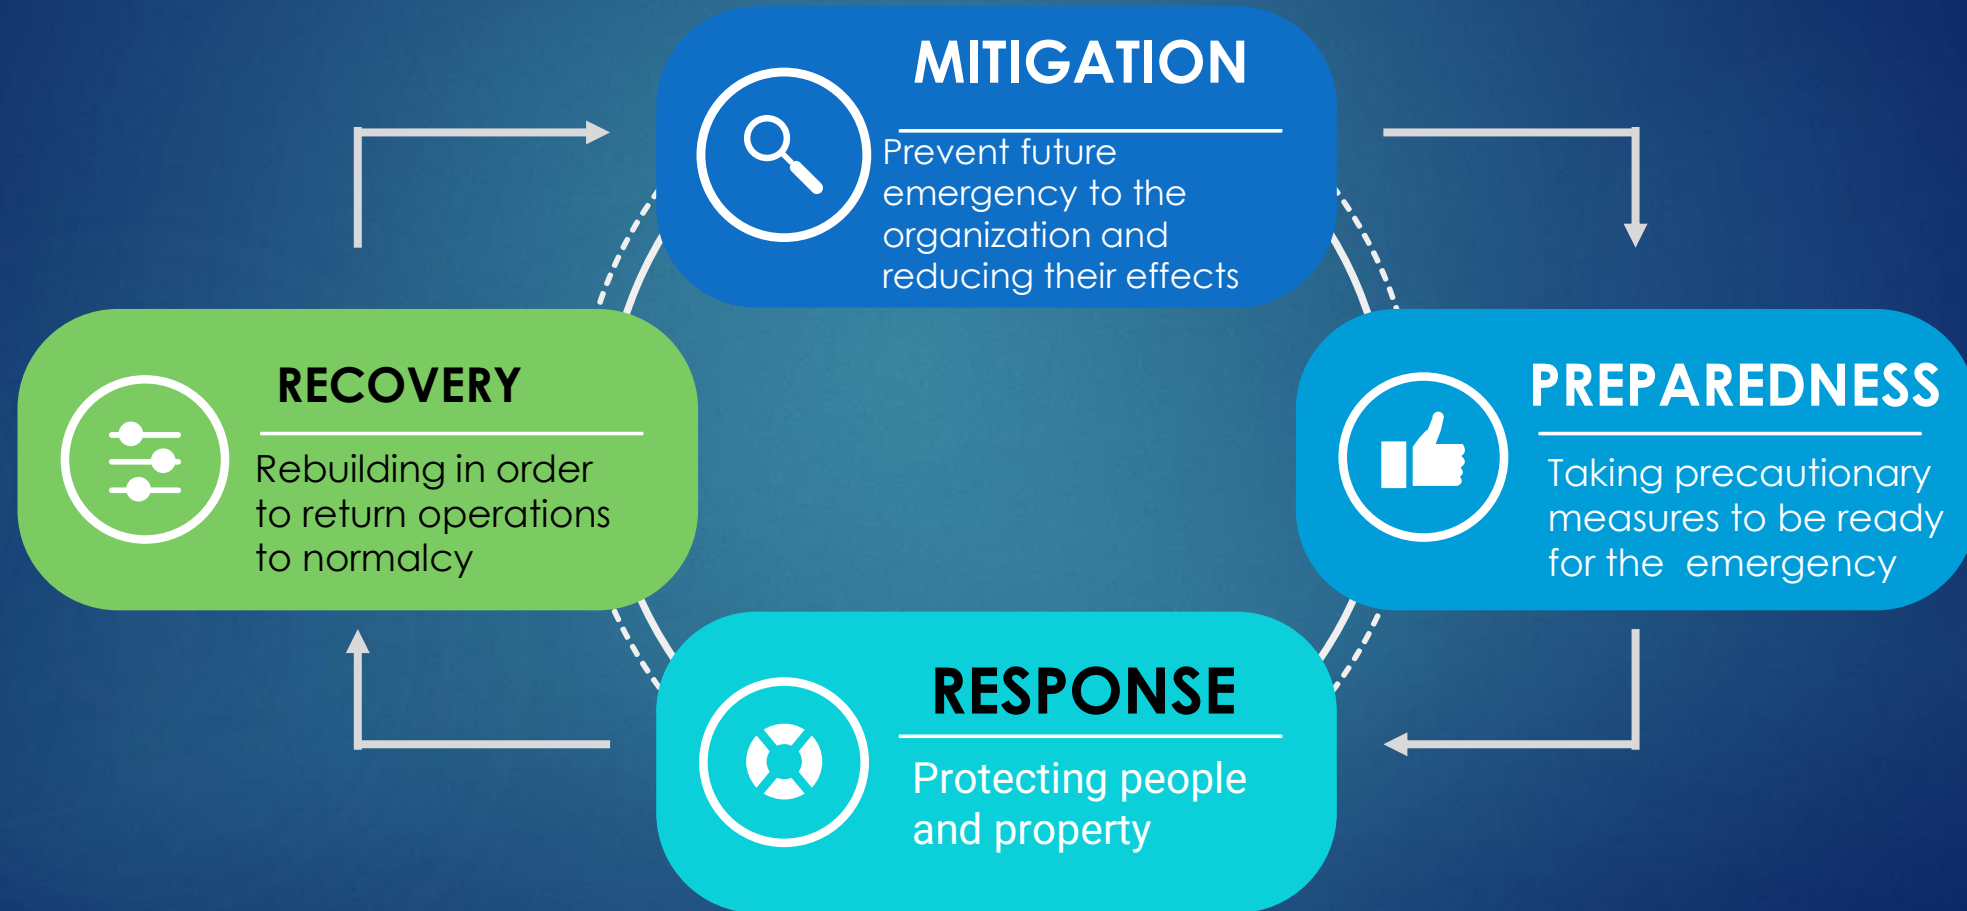 MITIGATION
Prevent future
emergency to the
organization and
reducing their effects
RECOVERY
Rebuilding in order
to return operations
to normalcy
PREPAREDNESS
Taking precautionary
measures to be ready
for the  emergency
RESPONSE
Protecting people
and property